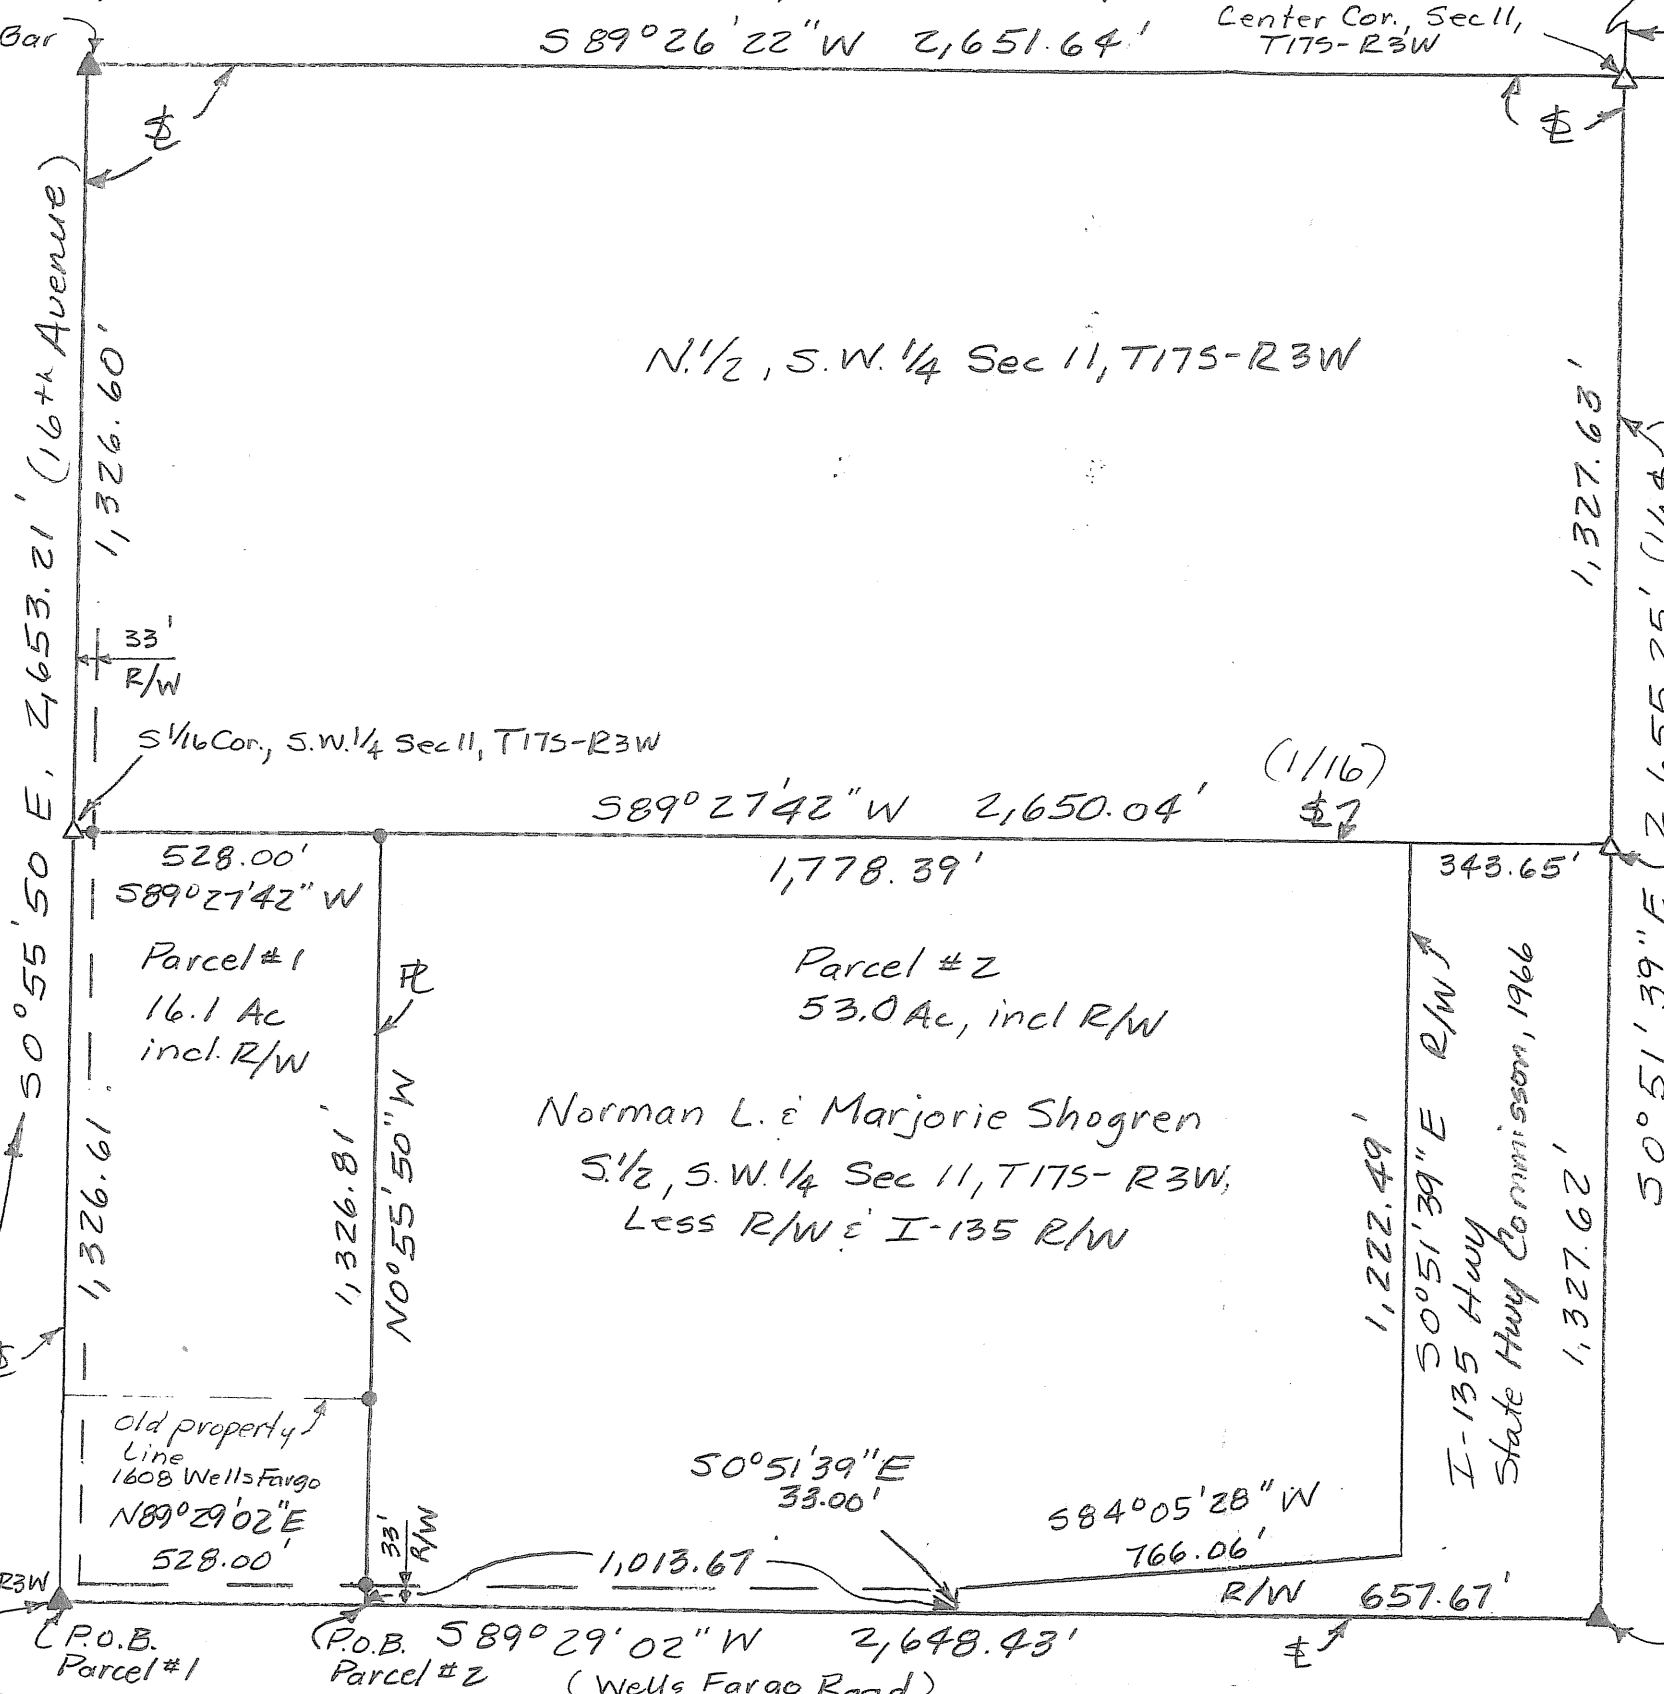 Bar
S89°26'22"W 2,651.64'
Center Cor., Sec 11,
T17S-R3W
(16th Avenue)
S0°55'50 E, 2,653.21'
1,326.60'
N.1/2, S.W.1/4 Sec 11, T17S-R3W
1,327.63'
33'
R/W
S1/16 Cor., S.W.1/4 Sec 11, T17S-R3W
(1/16)
S89°27'42"W 2,650.04'
528.00'
S89°27'42"W
1,778.39'
343.65'
Parcel #1
16.1 Ac
incl. R/W
PL
Parcel #2
53.0 Ac, incl R/W
Norman L. & Marjorie Shogren
S.1/2, S.W.1/4 Sec 11, T17S-R3W,
Less R/W & I-135 R/W
1,326.61
1,326.81'
N0°55'50"W
1,222.49'
S0°51'39"E R/W
I-135 Hwy
State Hwy Commisson, 1966
1,327.62'
S0°51'39"E
Old property
Line
1608 Wells Fargo
N89°29'02"E
528.00'
33'
R/W
S0°51'39"E
33.00'
S84°05'28"W
766.06'
1,013.67
R/W 657.67'
R3W
P.O.B.
Parcel #1
P.O.B.
Parcel #2
S89°29'02"W 2,648.43'
(Wells Fargo Road)